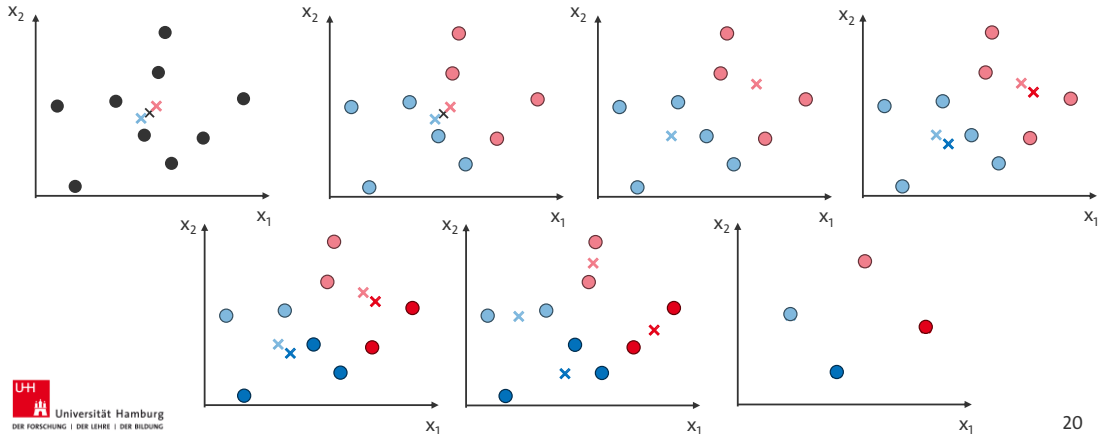 x₂
x₁
x₂
x₁
x₂
x₁
x₂
x₁
x₂
x₁
x₂
x₁
x₂
x₁
UH
Universität Hamburg
DER FORSCHUNG | DER LEHRE | DER BILDUNG
20